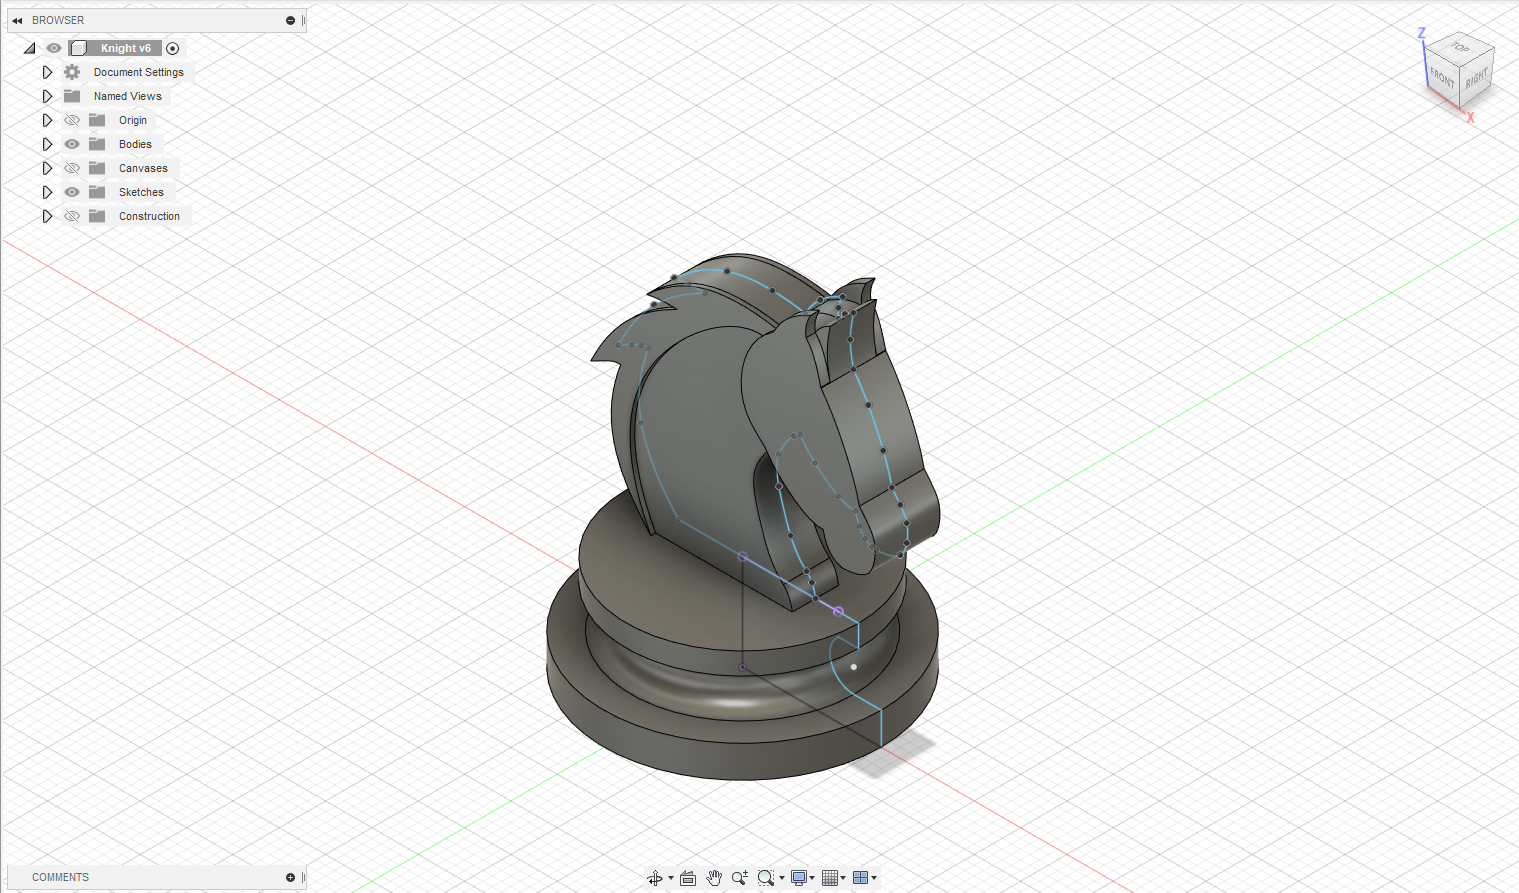 BROWSER
Knight v6
Document Settings
Named Views
Origin
Bodies
Canvases
Sketches
Construction
Z
TOP
FRONT
RIGHT
X
COMMENTS